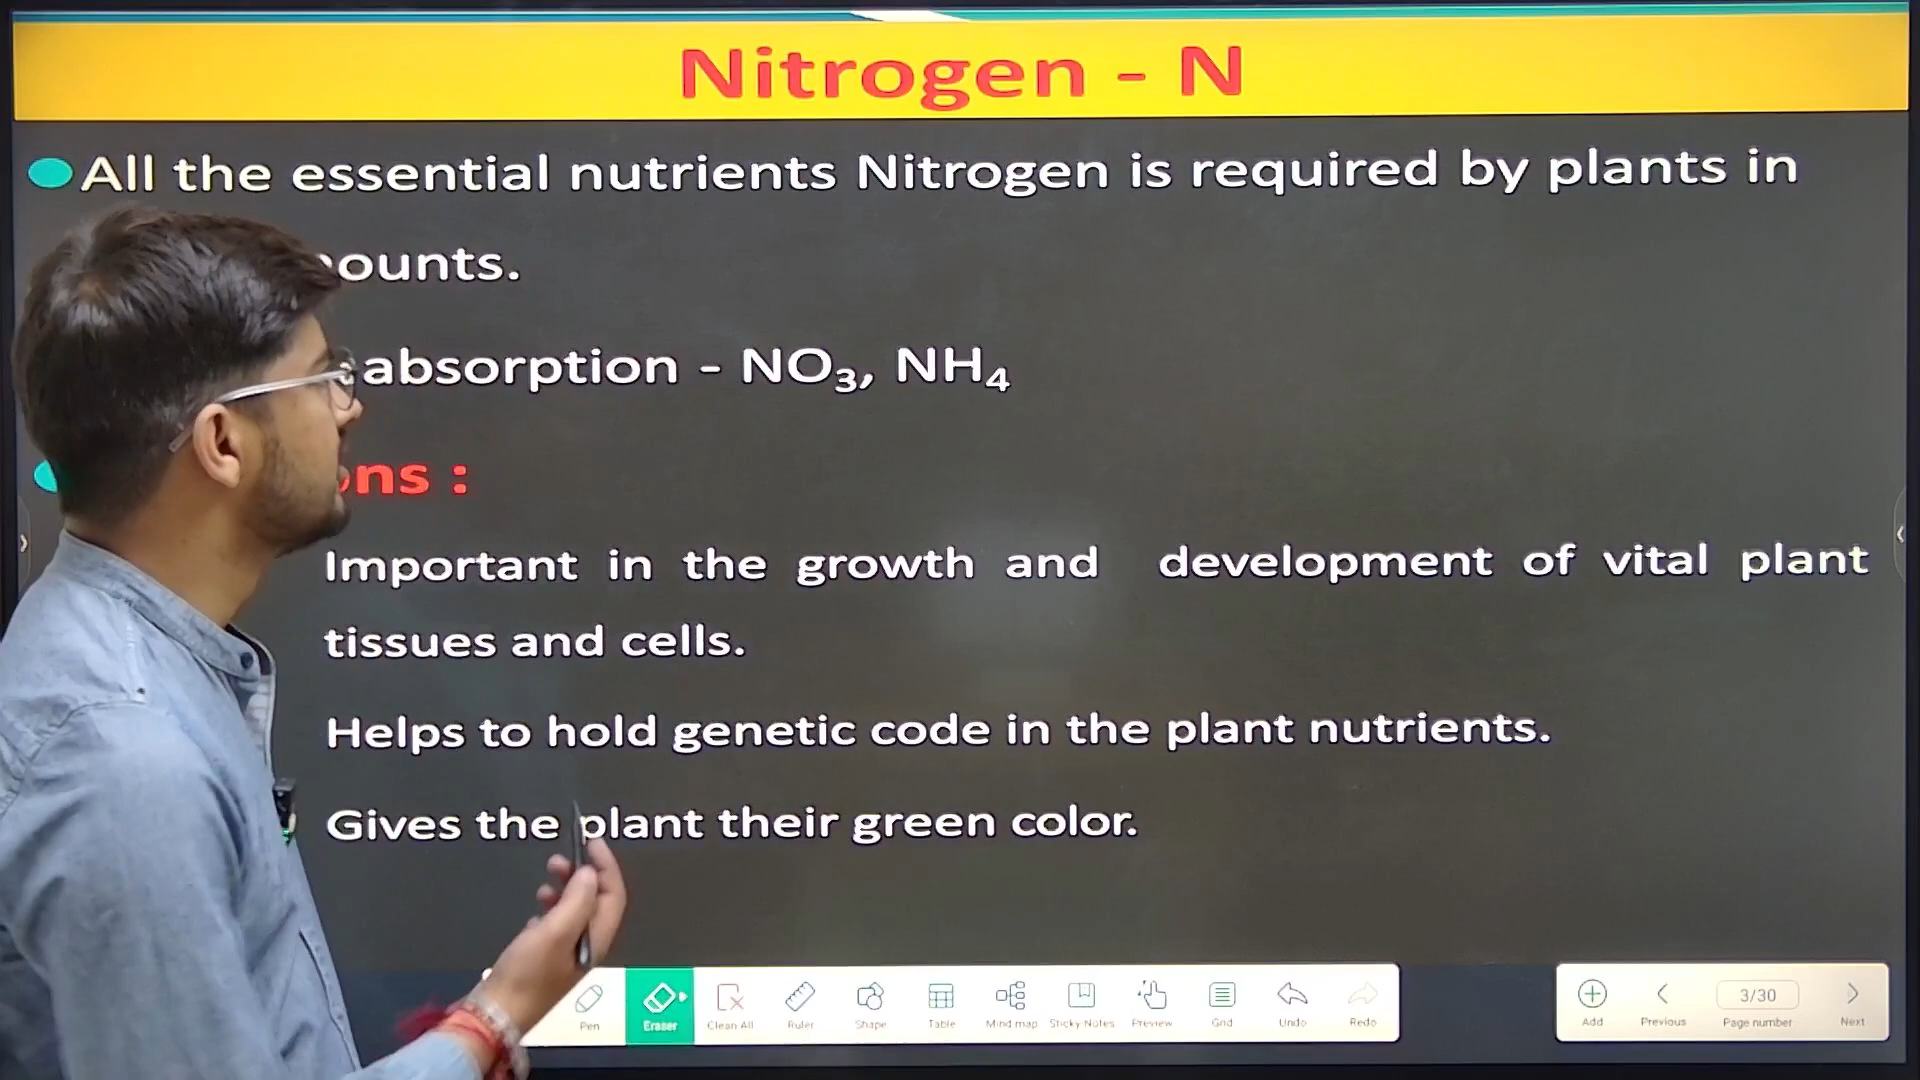 Nitrogen - N
All the essential nutrients Nitrogen is required by plants in
absorption - NO₃, NH₄
:
Important in the growth and development of vital plant
tissues and cells.
Helps to hold genetic code in the plant nutrients.
Gives the plant their green color.
Pen Eraser Clean All Ruler Shape Table Mind map Sticky Notes Preview Grid Undo Redo
3/30
Add Previous Page number Next